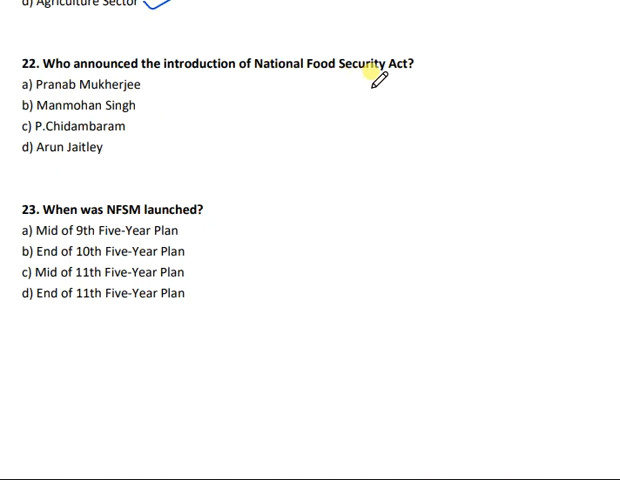 d) Agriculture Sector
22. Who announced the introduction of National Food Security Act?
a) Pranab Mukherjee
b) Manmohan Singh
c) P.Chidambaram
d) Arun Jaitley
23. When was NFSM launched?
a) Mid of 9th Five-Year Plan
b) End of 10th Five-Year Plan
c) Mid of 11th Five-Year Plan
d) End of 11th Five-Year Plan